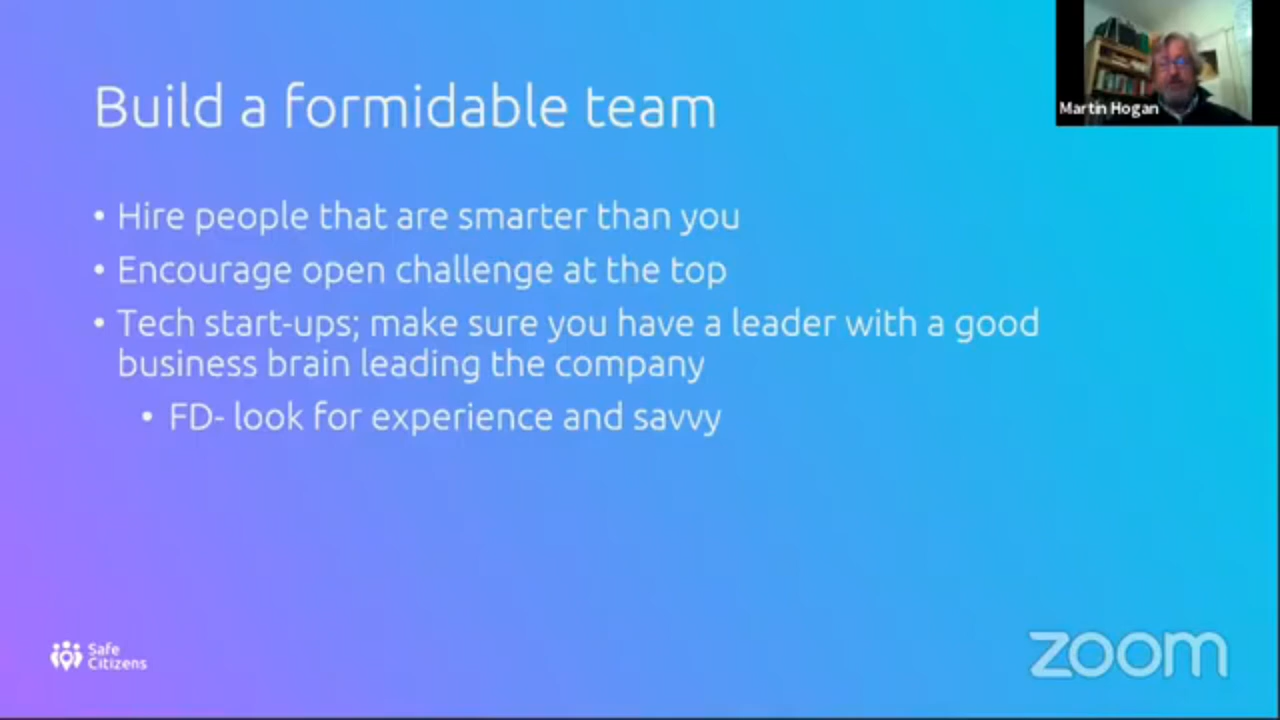 Build a formidable team
• Hire people that are smarter than you
• Encourage open challenge at the top
• Tech start-ups; make sure you have a leader with a good
business brain leading the company
• FD- look for experience and savvy
Martin Hogan
Safe
Citizens
zoom